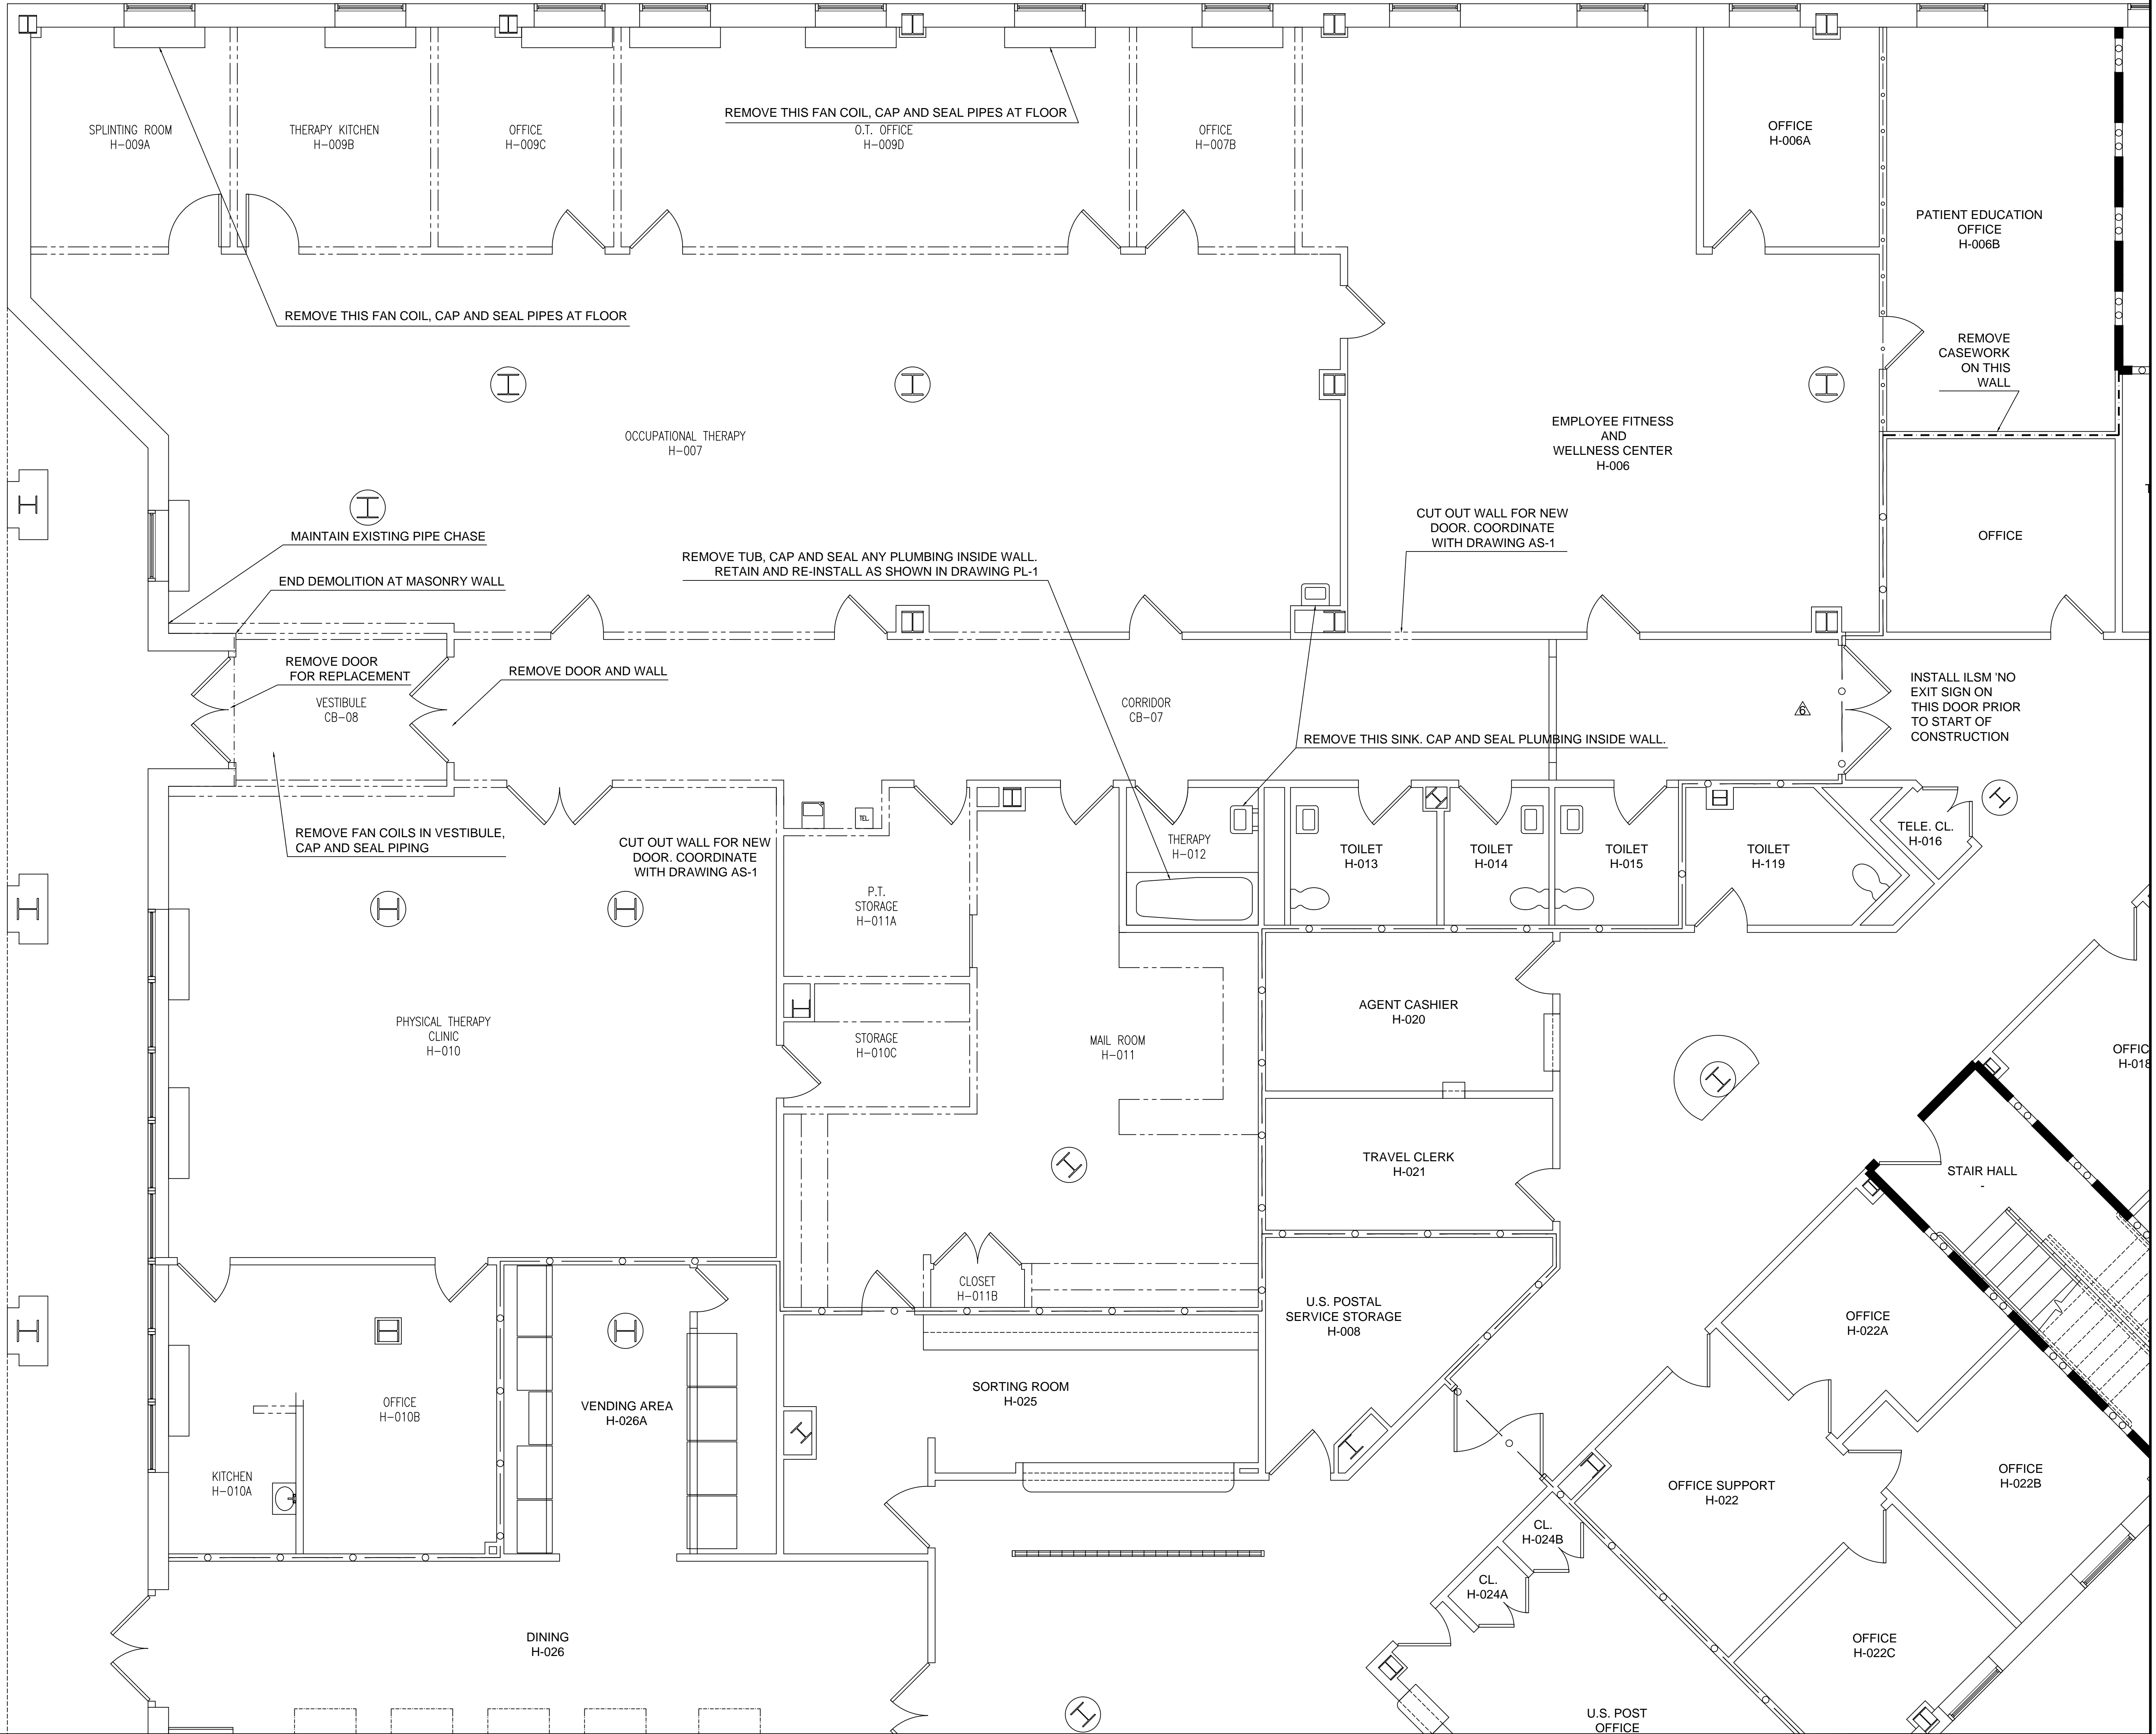 REMOVE THIS FAN COIL, CAP AND SEAL PIPES AT FLOOR
SPLINTING ROOM
H-009A
THERAPY KITCHEN
H-009B
OFFICE
H-009C
O.T. OFFICE
H-009D
OFFICE
H-007B
OFFICE
H-006A
PATIENT EDUCATION
OFFICE
H-006B
REMOVE THIS FAN COIL, CAP AND SEAL PIPES AT FLOOR
REMOVE
CASEWORK
ON THIS
WALL
OCCUPATIONAL THERAPY
H-007
EMPLOYEE FITNESS
AND
WELLNESS CENTER
H-006
MAINTAIN EXISTING PIPE CHASE
END DEMOLITION AT MASONRY WALL
REMOVE TUB, CAP AND SEAL ANY PLUMBING INSIDE WALL.
RETAIN AND RE-INSTALL AS SHOWN IN DRAWING PL-1
CUT OUT WALL FOR NEW
DOOR. COORDINATE
WITH DRAWING AS-1
OFFICE
REMOVE DOOR
FOR REPLACEMENT
VESTIBULE
CB-08
REMOVE DOOR AND WALL
CORRIDOR
CB-07
REMOVE THIS SINK. CAP AND SEAL PLUMBING INSIDE WALL.
6
INSTALL ILSM 'NO
EXIT SIGN ON
THIS DOOR PRIOR
TO START OF
CONSTRUCTION
REMOVE FAN COILS IN VESTIBULE,
CAP AND SEAL PIPING
CUT OUT WALL FOR NEW
DOOR. COORDINATE
WITH DRAWING AS-1
TEL.
THERAPY
H-012
TOILET
H-013
TOILET
H-014
TOILET
H-015
TOILET
H-119
TELE. CL.
H-016
P.T.
STORAGE
H-011A
PHYSICAL THERAPY
CLINIC
H-010
STORAGE
H-010C
MAIL ROOM
H-011
AGENT CASHIER
H-020
OFFIC
H-018
TRAVEL CLERK
H-021
STAIR HALL
-
CLOSET
H-011B
U.S. POSTAL
SERVICE STORAGE
H-008
OFFICE
H-022A
OFFICE
H-010B
VENDING AREA
H-026A
SORTING ROOM
H-025
KITCHEN
H-010A
OFFICE SUPPORT
H-022
OFFICE
H-022B
CL.
H-024B
CL.
H-024A
DINING
H-026
OFFICE
H-022C
U.S. POST
OFFICE